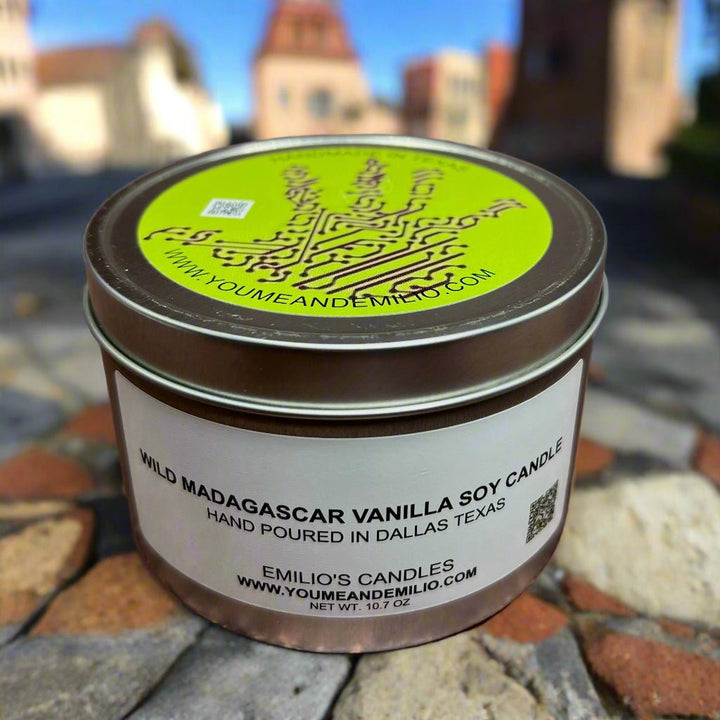 HANDMADE IN TEXAS
WWW.YOUMEANDEMILIO.COM
WILD MADAGASCAR VANILLA SOY CANDLE
HAND POURED IN DALLAS TEXAS
EMILIO'S CANDLES
WWW.YOUMEANDEMILIO.COM
NET WT. 10.7 OZ